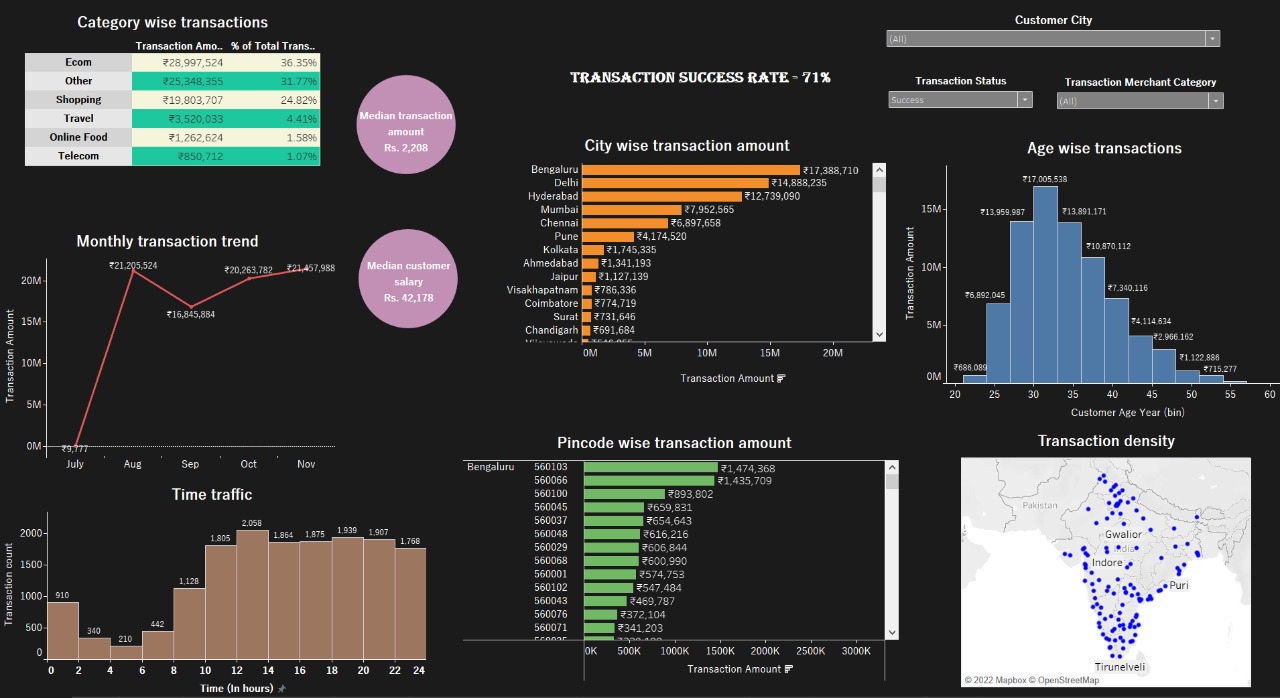 Category wise transactions
Transaction Amo.. % of Total Trans..
Ecom ₹28,997,524 36.35%
Other ₹25,348,355 31.77%
Shopping ₹19,803,707 24.82%
Travel ₹3,520,033 4.41%
Online Food ₹1,262,624 1.58%
Telecom ₹850,712 1.07%
Median transaction
amount
Rs. 2,208
TRANSACTION SUCCESS RATE - 71%
Customer City
(All)
Transaction Status
Success
Transaction Merchant Category
(All)
Monthly transaction trend
Transaction Amount
20M
15M
10M
5M
0M
₹9,777
₹21,205,524
₹16,845,884
₹20,263,782
₹21,457,988
July Aug Sep Oct Nov
Median customer
salary
Rs. 42,178
City wise transaction amount
Bengaluru ₹17,388,710
Delhi ₹14,888,235
Hyderabad ₹12,739,090
Mumbai ₹7,952,565
Chennai ₹6,897,658
Pune ₹4,174,520
Kolkata ₹1,745,335
Ahmedabad ₹1,341,193
Jaipur ₹1,127,139
Visakhapatnam ₹786,336
Coimbatore ₹774,719
Surat ₹731,646
Chandigarh ₹691,684
0M 5M 10M 15M 20M
Transaction Amount
Age wise transactions
Transaction Amount
15M
10M
5M
0M
₹686,089
₹6,892,045
₹13,959,987
₹17,005,538
₹13,891,171
₹10,870,112
₹7,340,116
₹4,114,634
₹2,966,162
₹1,122,886
₹715,277
20 25 30 35 40 45 50 55 60
Customer Age Year (bin)
Time traffic
Transaction count
2000
1500
1000
500
0
910
340
210
442
1,128
1,805
2,058
1,864
1,875
1,939
1,907
1,768
0 2 4 6 8 10 12 14 16 18 20 22 24
Time (In hours)
Pincode wise transaction amount
Bengaluru 560103 ₹1,474,368
560066 ₹1,435,709
560100 ₹893,802
560045 ₹659,831
560037 ₹654,643
560048 ₹616,216
560029 ₹606,844
560068 ₹600,990
560001 ₹574,753
560102 ₹547,484
560043 ₹469,787
560076 ₹372,104
560071 ₹341,203
0K 500K 1000K 1500K 2000K 2500K 3000K
Transaction Amount
Transaction density
Pakistan
Gwalior
India
Indore
Puri
Tirunelveli
© 2022 Mapbox © OpenStreetMap